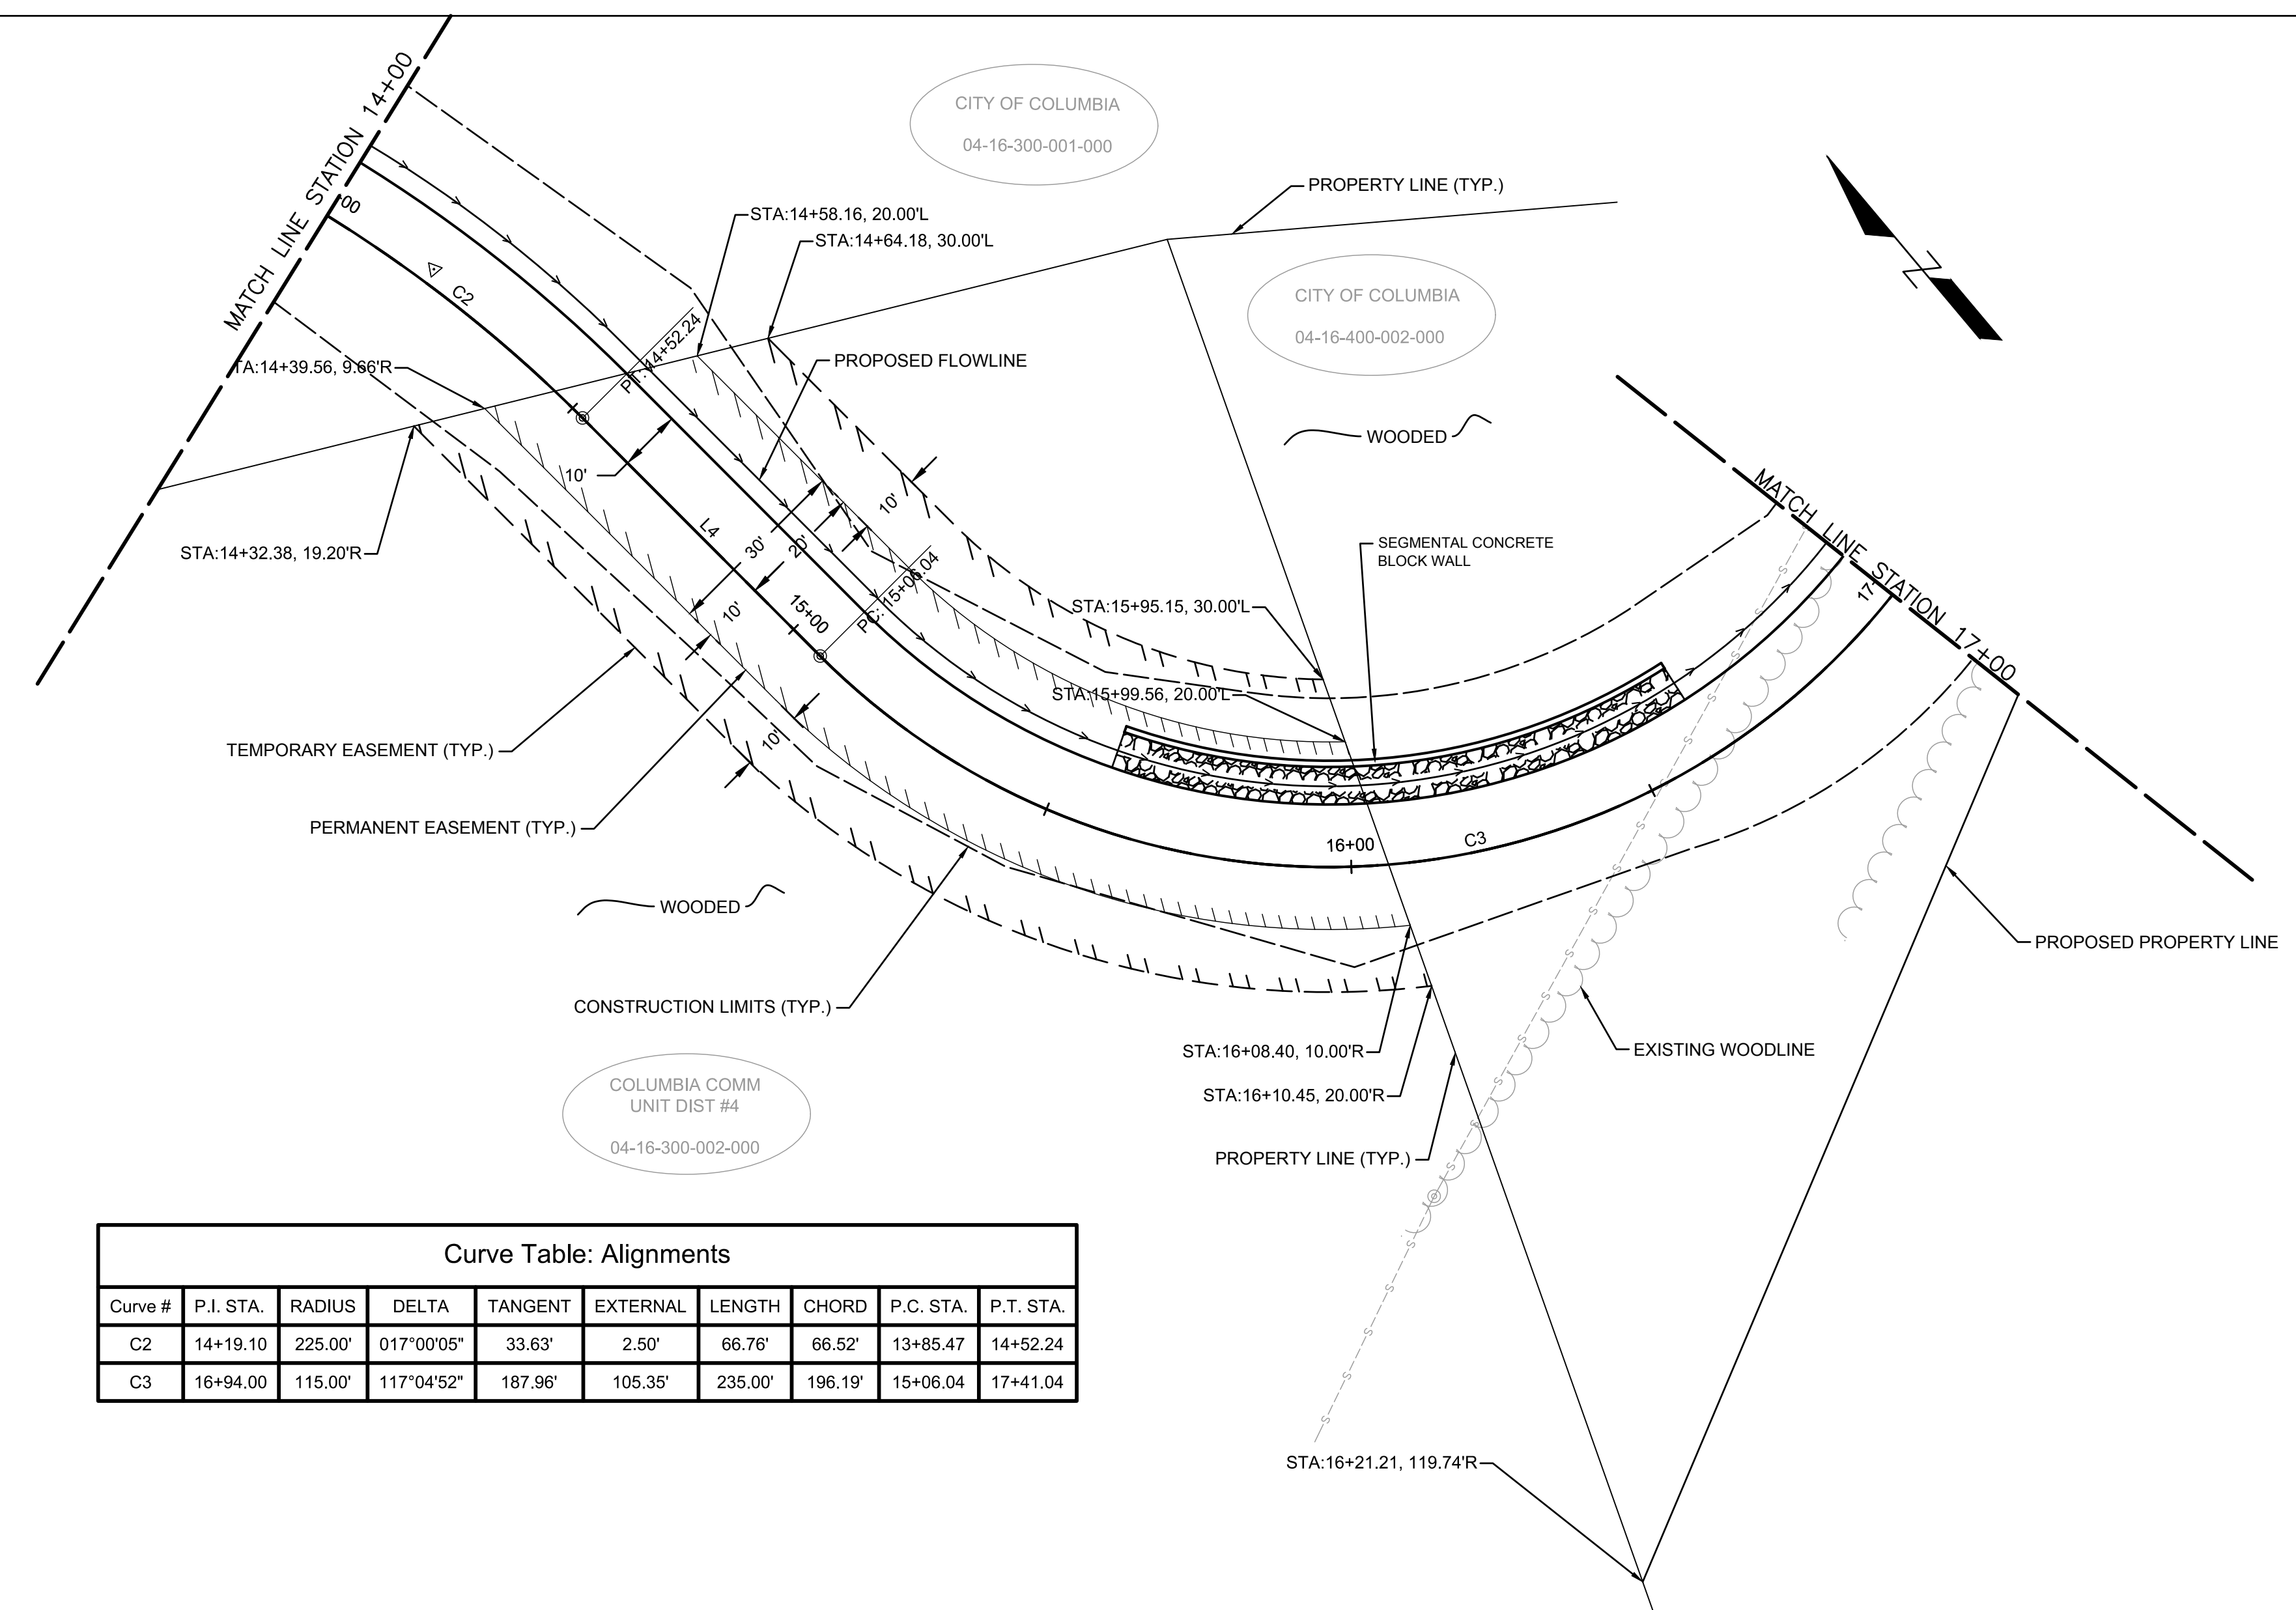 MATCH LINE STATION 14+00
CITY OF COLUMBIA
04-16-300-001-000
PROPERTY LINE (TYP.)
STA:14+58.16, 20.00'L
STA:14+64.18, 30.00'L
CITY OF COLUMBIA
04-16-400-002-000
N
C2
PT: 14+52.24
TA:14+39.56, 9.66'R
PROPOSED FLOWLINE
WOODED
10'
10'
L4
30'
20'
STA:14+32.38, 19.20'R
SEGMENTAL CONCRETE
BLOCK WALL
MATCH LINE STATION 17+00
17
10'
15+00
PC: 15+06.04
STA:15+95.15, 30.00'L
STA:15+99.56, 20.00'L
10'
TEMPORARY EASEMENT (TYP.)
PERMANENT EASEMENT (TYP.)
16+00
C3
WOODED
PROPOSED PROPERTY LINE
CONSTRUCTION LIMITS (TYP.)
STA:16+08.40, 10.00'R
EXISTING WOODLINE
STA:16+10.45, 20.00'R
COLUMBIA COMM
UNIT DIST #4
04-16-300-002-000
PROPERTY LINE (TYP.)
STA:16+21.21, 119.74'R
Curve Table: Alignments
Curve # P.I. STA. RADIUS DELTA TANGENT EXTERNAL LENGTH CHORD P.C. STA. P.T. STA.
C2 14+19.10 225.00' 017°00'05" 33.63' 2.50' 66.76' 66.52' 13+85.47 14+52.24
C3 16+94.00 115.00' 117°04'52" 187.96' 105.35' 235.00' 196.19' 15+06.04 17+41.04